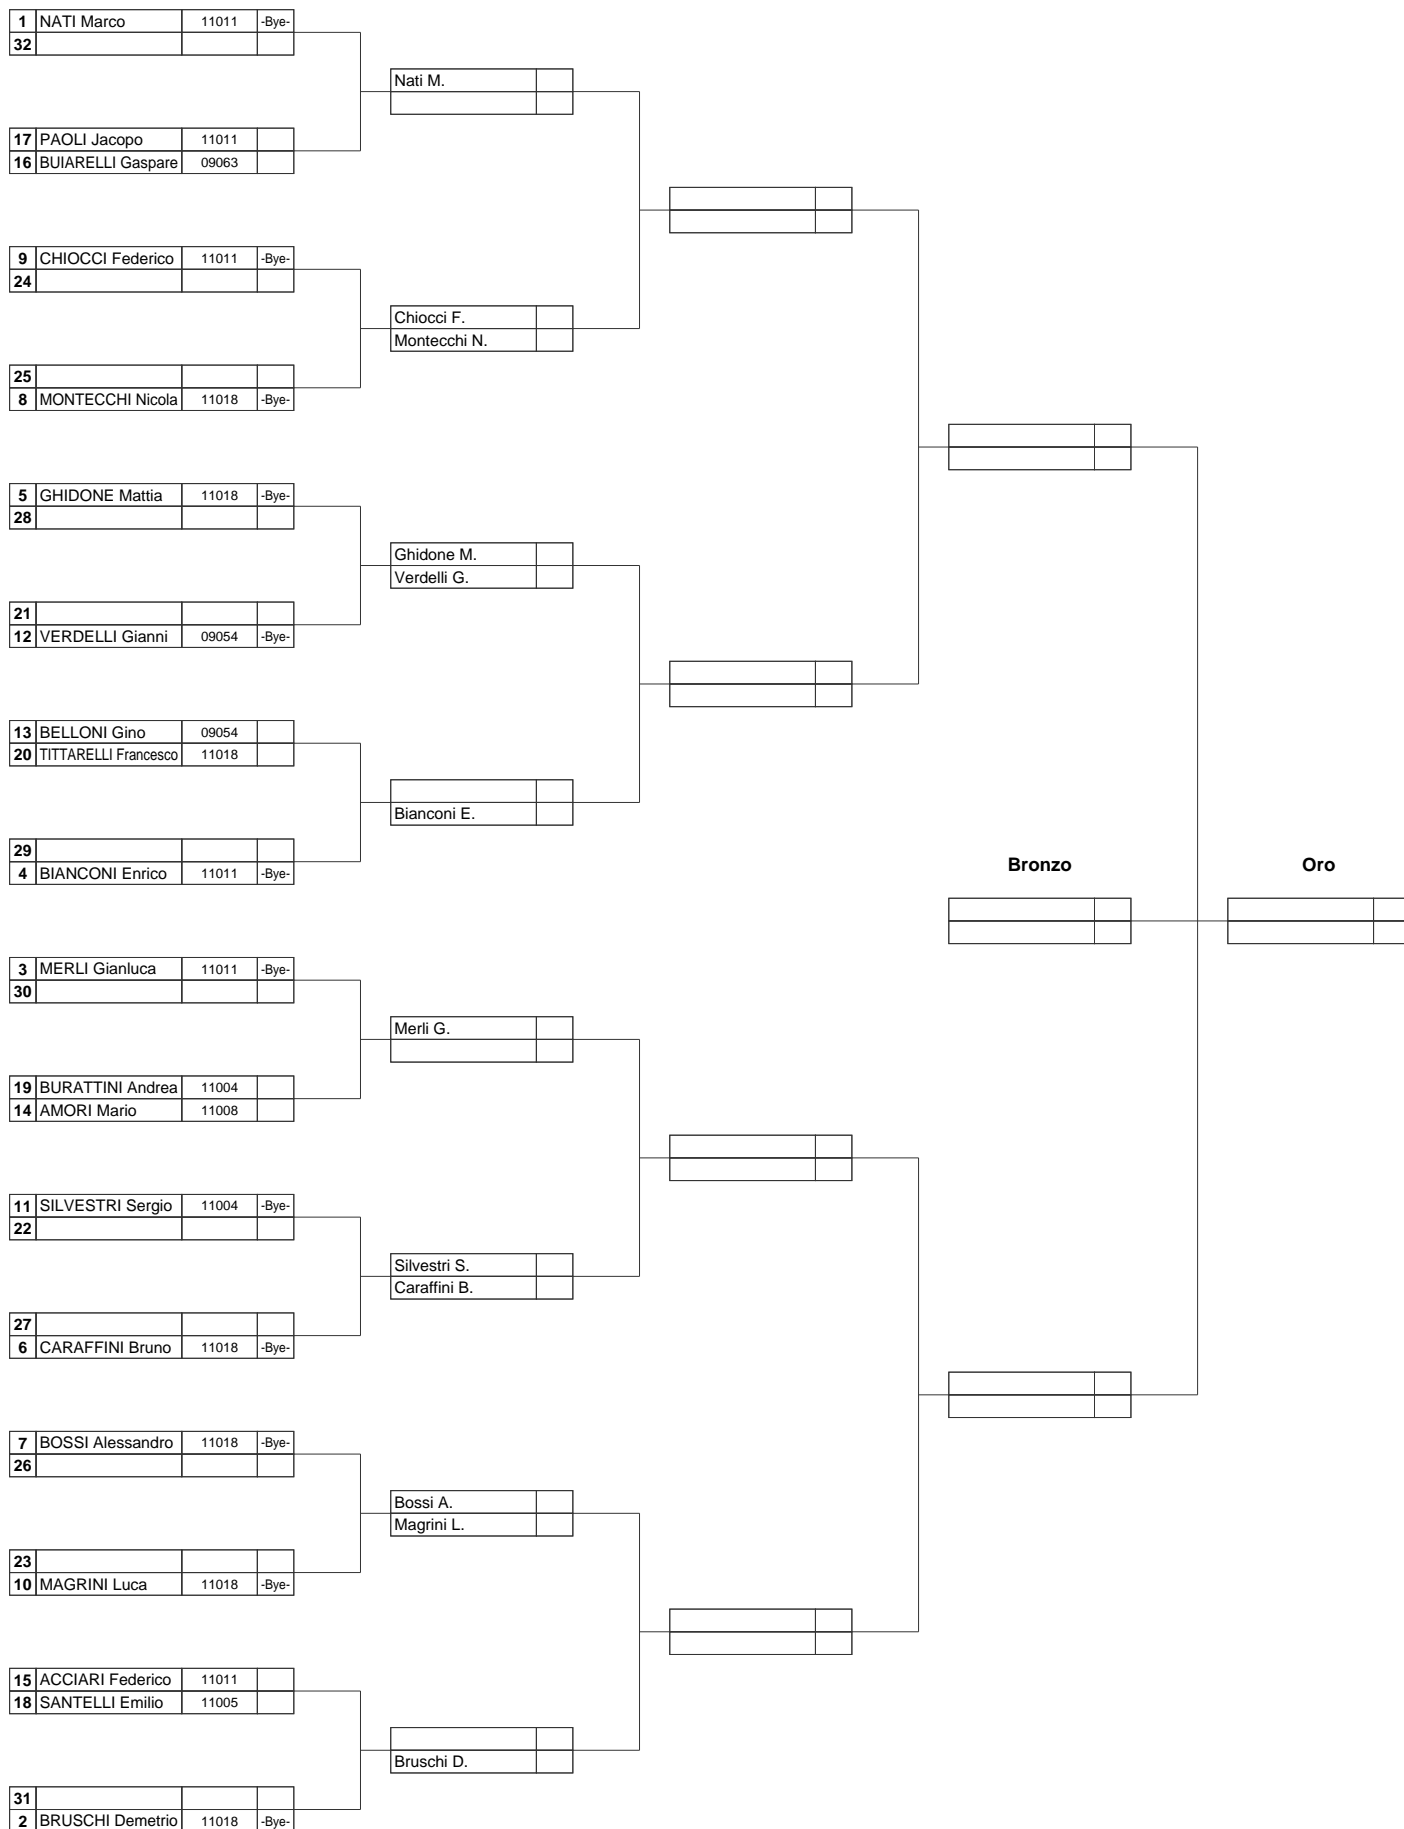 1 NATI Marco 11011 -Bye-
32
Nati M.
17 PAOLI Jacopo 11011
16 BUIARELLI Gaspare 09063
9 CHIOCCI Federico 11011 -Bye-
24
Chiocci F.
Montecchi N.
25
8 MONTECCHI Nicola 11018 -Bye-
5 GHIDONE Mattia 11018 -Bye-
28
Ghidone M.
Verdelli G.
21
12 VERDELLI Gianni 09054 -Bye-
13 BELLONI Gino 09054
20 TITTARELLI Francesco 11018
Bianconi E.
29
4 BIANCONI Enrico 11011 -Bye-
Bronzo Oro
3 MERLI Gianluca 11011 -Bye-
30
Merli G.
19 BURATTINI Andrea 11004
14 AMORI Mario 11008
11 SILVESTRI Sergio 11004 -Bye-
22
Silvestri S.
Caraffini B.
27
6 CARAFFINI Bruno 11018 -Bye-
7 BOSSI Alessandro 11018 -Bye-
26
Bossi A.
Magrini L.
23
10 MAGRINI Luca 11018 -Bye-
15 ACCIARI Federico 11011
18 SANTELLI Emilio 11005
Bruschi D.
31
2 BRUSCHI Demetrio 11018 -Bye-